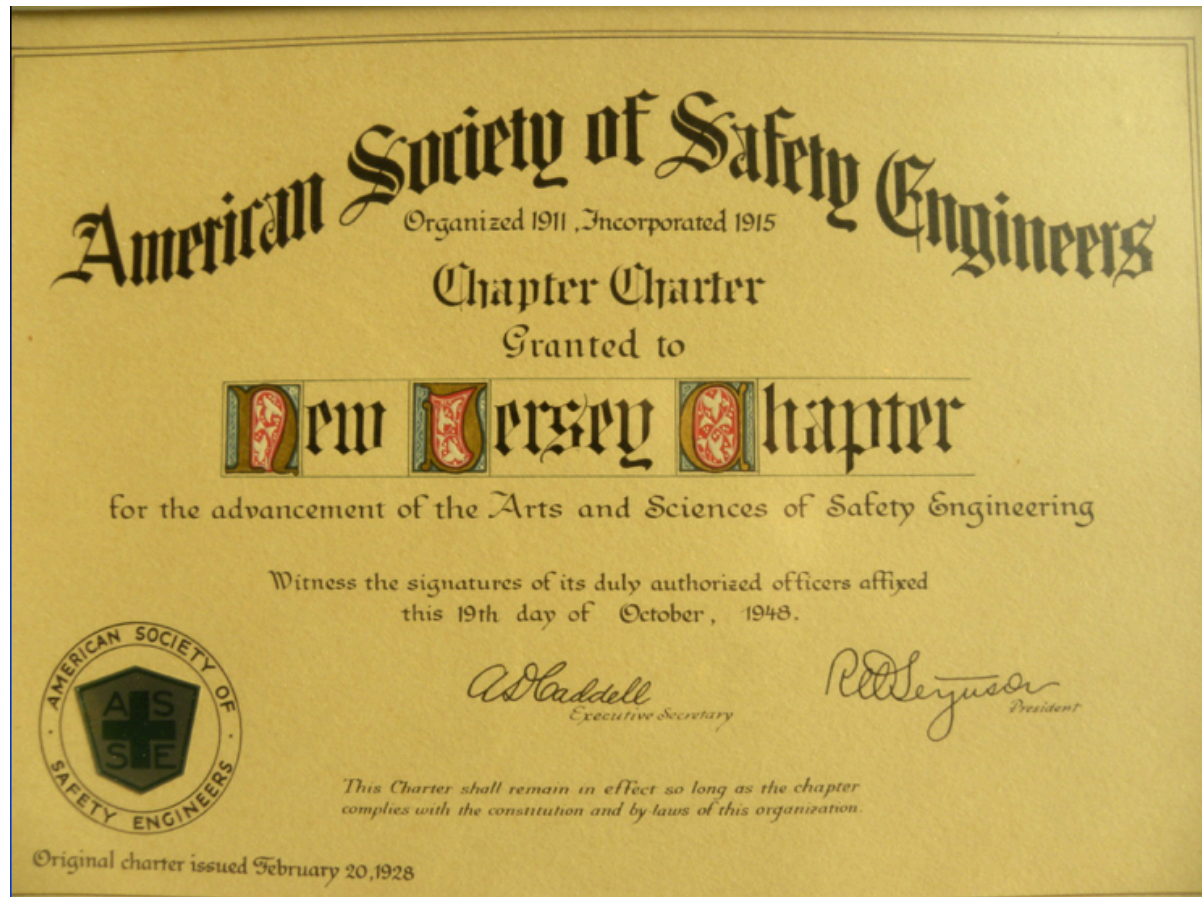 American Society of Safety Engineers
Organized 1911, Incorporated 1915
Chapter Charter
Granted to
New Jersey Chapter
for the advancement of the Arts and Sciences of Safety Engineering
Witness the signatures of its duly authorized officers affixed
this 19th day of October, 1948.
A D Caddell
Executive Secretary
Ferguson
President
AMERICAN SOCIETY OF
SAFETY ENGINEERS
A S
S E
This Charter shall remain in effect so long as the chapter
complies with the constitution and by-laws of this organization.
Original charter issued February 20, 1928